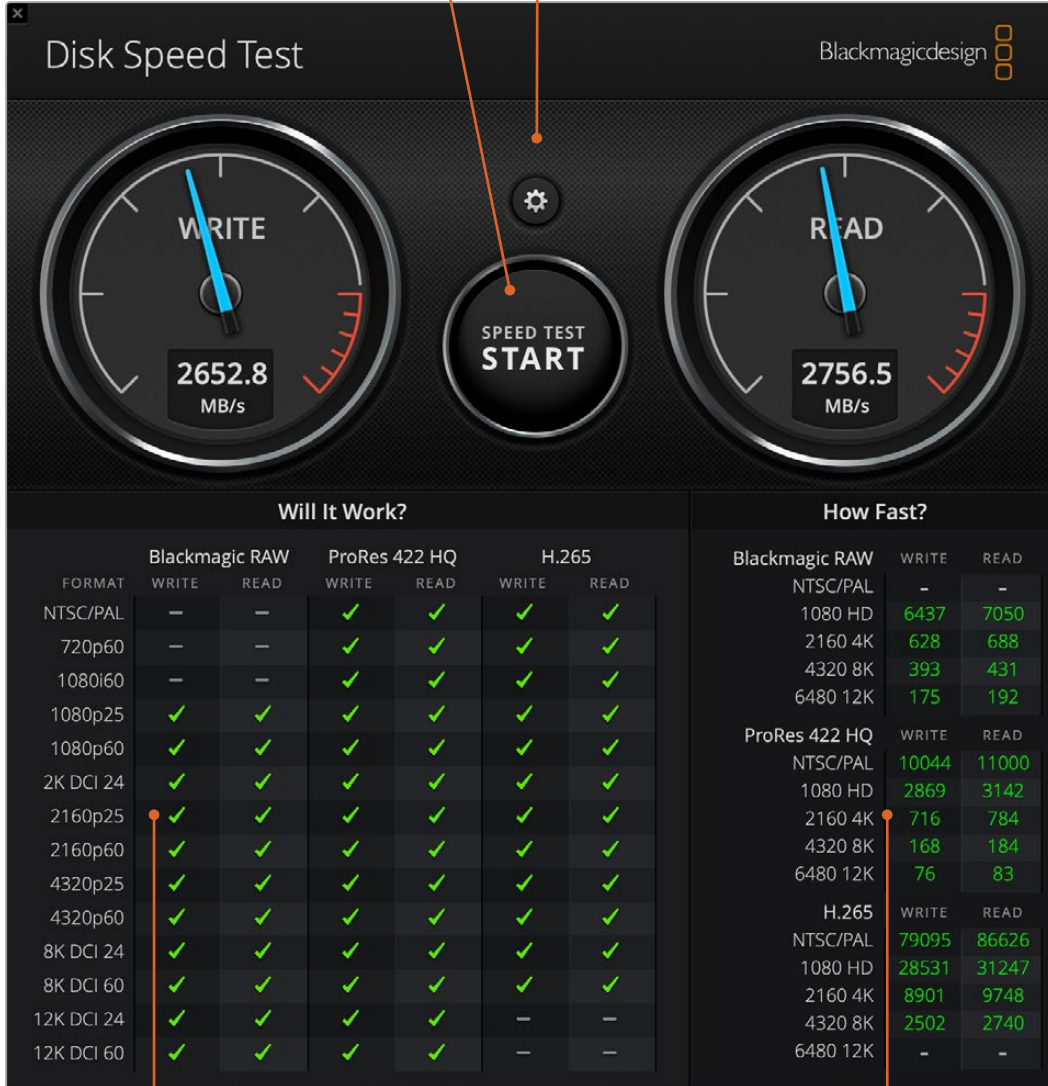 Disk Speed Test
Blackmagicdesign
WRITE
2652.8
MB/s
SPEED TEST
START
READ
2756.5
MB/s
Will It Work?
Blackmagic RAW ProRes 422 HQ H.265
FORMAT WRITE READ WRITE READ WRITE READ
NTSC/PAL – – ✓ ✓ ✓ ✓
720p60 – – ✓ ✓ ✓ ✓
1080i60 – – ✓ ✓ ✓ ✓
1080p25 ✓ ✓ ✓ ✓ ✓ ✓
1080p60 ✓ ✓ ✓ ✓ ✓ ✓
2K DCI 24 ✓ ✓ ✓ ✓ ✓ ✓
2160p25 ✓ ✓ ✓ ✓ ✓ ✓
2160p60 ✓ ✓ ✓ ✓ ✓ ✓
4320p25 ✓ ✓ ✓ ✓ ✓ ✓
4320p60 ✓ ✓ ✓ ✓ ✓ ✓
8K DCI 24 ✓ ✓ ✓ ✓ ✓ ✓
8K DCI 60 ✓ ✓ ✓ ✓ ✓ ✓
12K DCI 24 ✓ ✓ ✓ ✓ – –
12K DCI 60 ✓ ✓ ✓ ✓ – –
How Fast?
Blackmagic RAW WRITE READ
NTSC/PAL - -
1080 HD 6437 7050
2160 4K 628 688
4320 8K 393 431
6480 12K 175 192
ProRes 422 HQ WRITE READ
NTSC/PAL 10044 11000
1080 HD 2869 3142
2160 4K 716 784
4320 8K 168 184
6480 12K 76 83
H.265 WRITE READ
NTSC/PAL 79095 86626
1080 HD 28531 31247
2160 4K 8901 9748
4320 8K 2502 2740
6480 12K - -